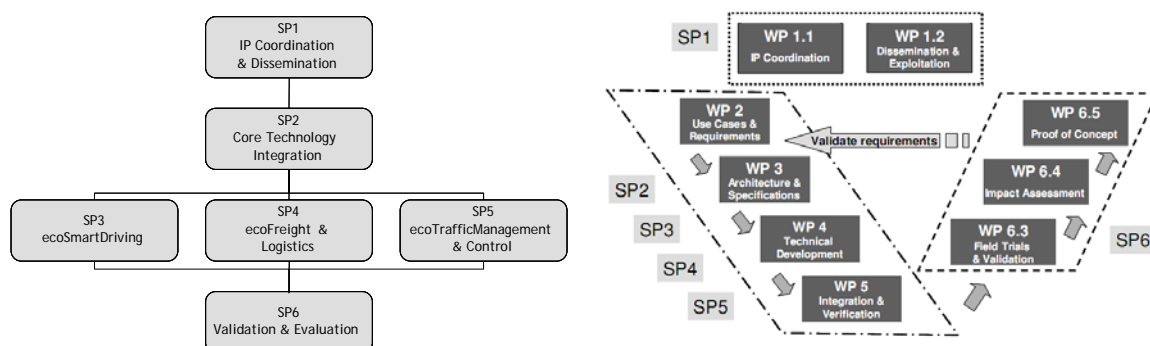 SP1
IP Coordination
& Dissemination
SP2
Core Technology
Integration
SP3
ecoSmartDriving
SP4
ecoFreight &
Logistics
SP5
ecoTrafficManagement
& Control
SP6
Validation & Evaluation
SP1
WP 1.1
IP Coordination
WP 1.2
Dissemination &
Exploitation
WP 2
Use Cases &
Requirements
Validate requirements
WP 6.5
Proof of Concept
WP 3
Architecture &
Specifications
WP 6.4
Impact Assessment
SP2
SP3
SP4
SP5
WP 4
Technical
Development
WP 6.3
Field Trials
& Validation
SP6
WP 5
Integration &
Verification